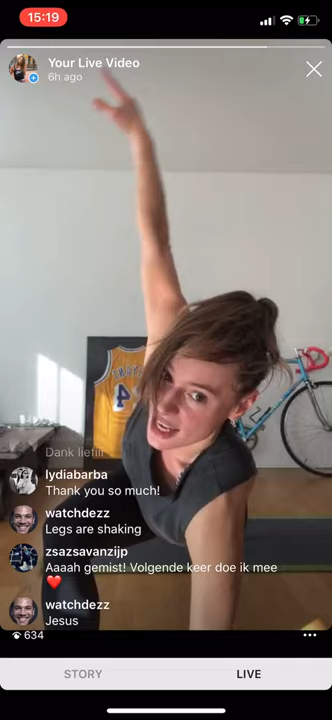 15:19
Your Live Video
6h ago
Dank liefiii
lydiabarba
Thank you so much!
watchdezz
Legs are shaking
zsazsavanzijp
Aaaah gemist! Volgende keer doe ik mee
❤️
watchdezz
Jesus
634
STORY
LIVE